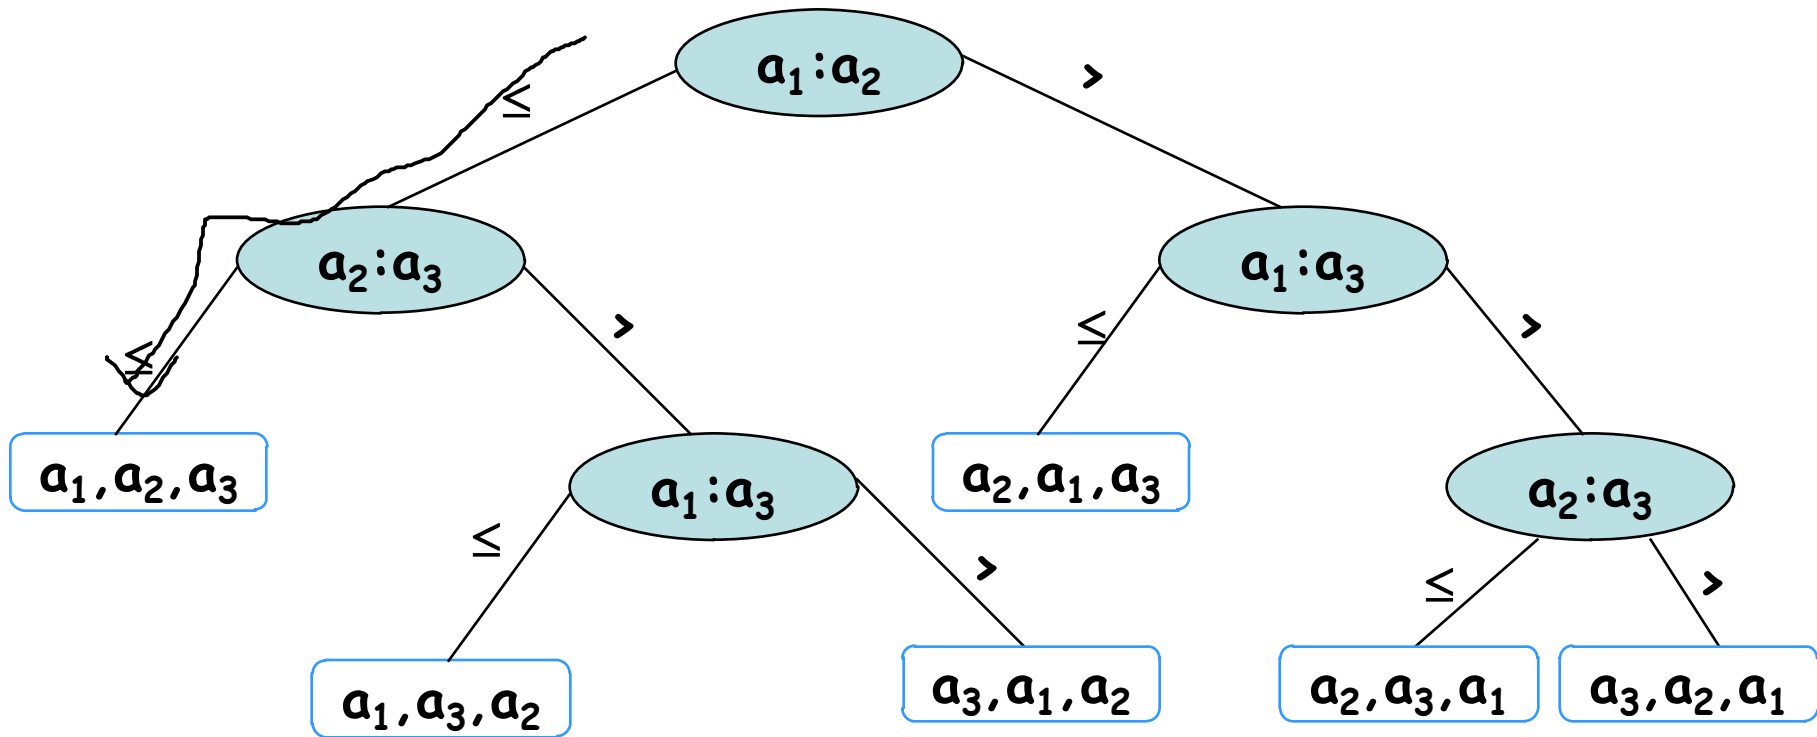 a₁:a₂
≤ >
a₂:a₃ a₁:a₃
≤ > ≤ >
a₁,a₂,a₃ a₁:a₃ a₂,a₁,a₃ a₂:a₃
≤ > ≤ >
a₁,a₃,a₂ a₃,a₁,a₂ a₂,a₃,a₁ a₃,a₂,a₁